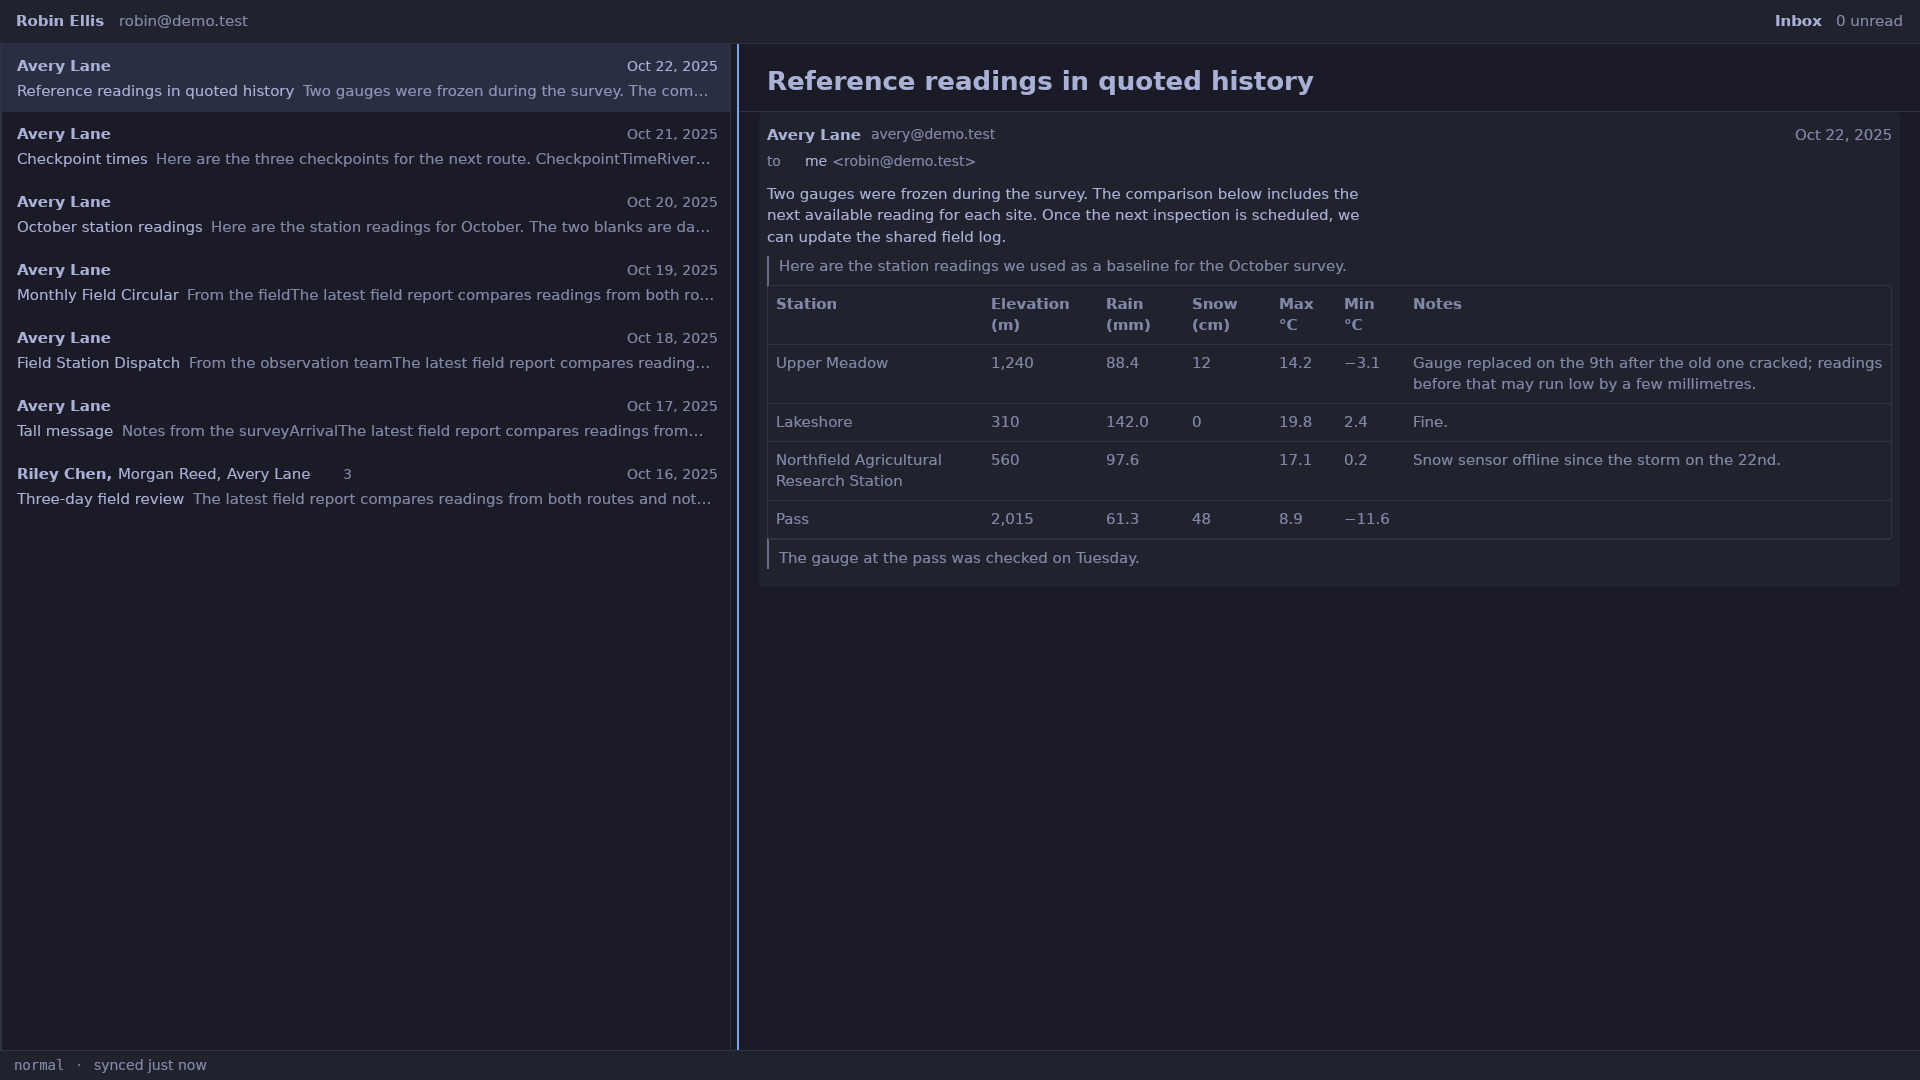 Robin Ellis robin@demo.test
Inbox 0 unread
Avery Lane Oct 22, 2025
Reference readings in quoted history Two gauges were frozen during the survey. The com…
Avery Lane Oct 21, 2025
Checkpoint times Here are the three checkpoints for the next route. CheckpointTimeRiver…
Avery Lane Oct 20, 2025
October station readings Here are the station readings for October. The two blanks are da…
Avery Lane Oct 19, 2025
Monthly Field Circular From the fieldThe latest field report compares readings from both ro…
Avery Lane Oct 18, 2025
Field Station Dispatch From the observation teamThe latest field report compares reading…
Avery Lane Oct 17, 2025
Tall message Notes from the surveyArrivalThe latest field report compares readings from…
Riley Chen, Morgan Reed, Avery Lane 3 Oct 16, 2025
Three-day field review The latest field report compares readings from both routes and not…
Reference readings in quoted history
Avery Lane avery@demo.test Oct 22, 2025
to me <robin@demo.test>
Two gauges were frozen during the survey. The comparison below includes the
next available reading for each site. Once the next inspection is scheduled, we
can update the shared field log.
Here are the station readings we used as a baseline for the October survey.
Station Elevation Rain Snow Max Min Notes
(m) (mm) (cm) °C °C
Upper Meadow 1,240 88.4 12 14.2 −3.1 Gauge replaced on the 9th after the old one cracked; readings
before that may run low by a few millimetres.
Lakeshore 310 142.0 0 19.8 2.4 Fine.
Northfield Agricultural 560 97.6 17.1 0.2 Snow sensor offline since the storm on the 22nd.
Research Station
Pass 2,015 61.3 48 8.9 −11.6
The gauge at the pass was checked on Tuesday.
normal · synced just now